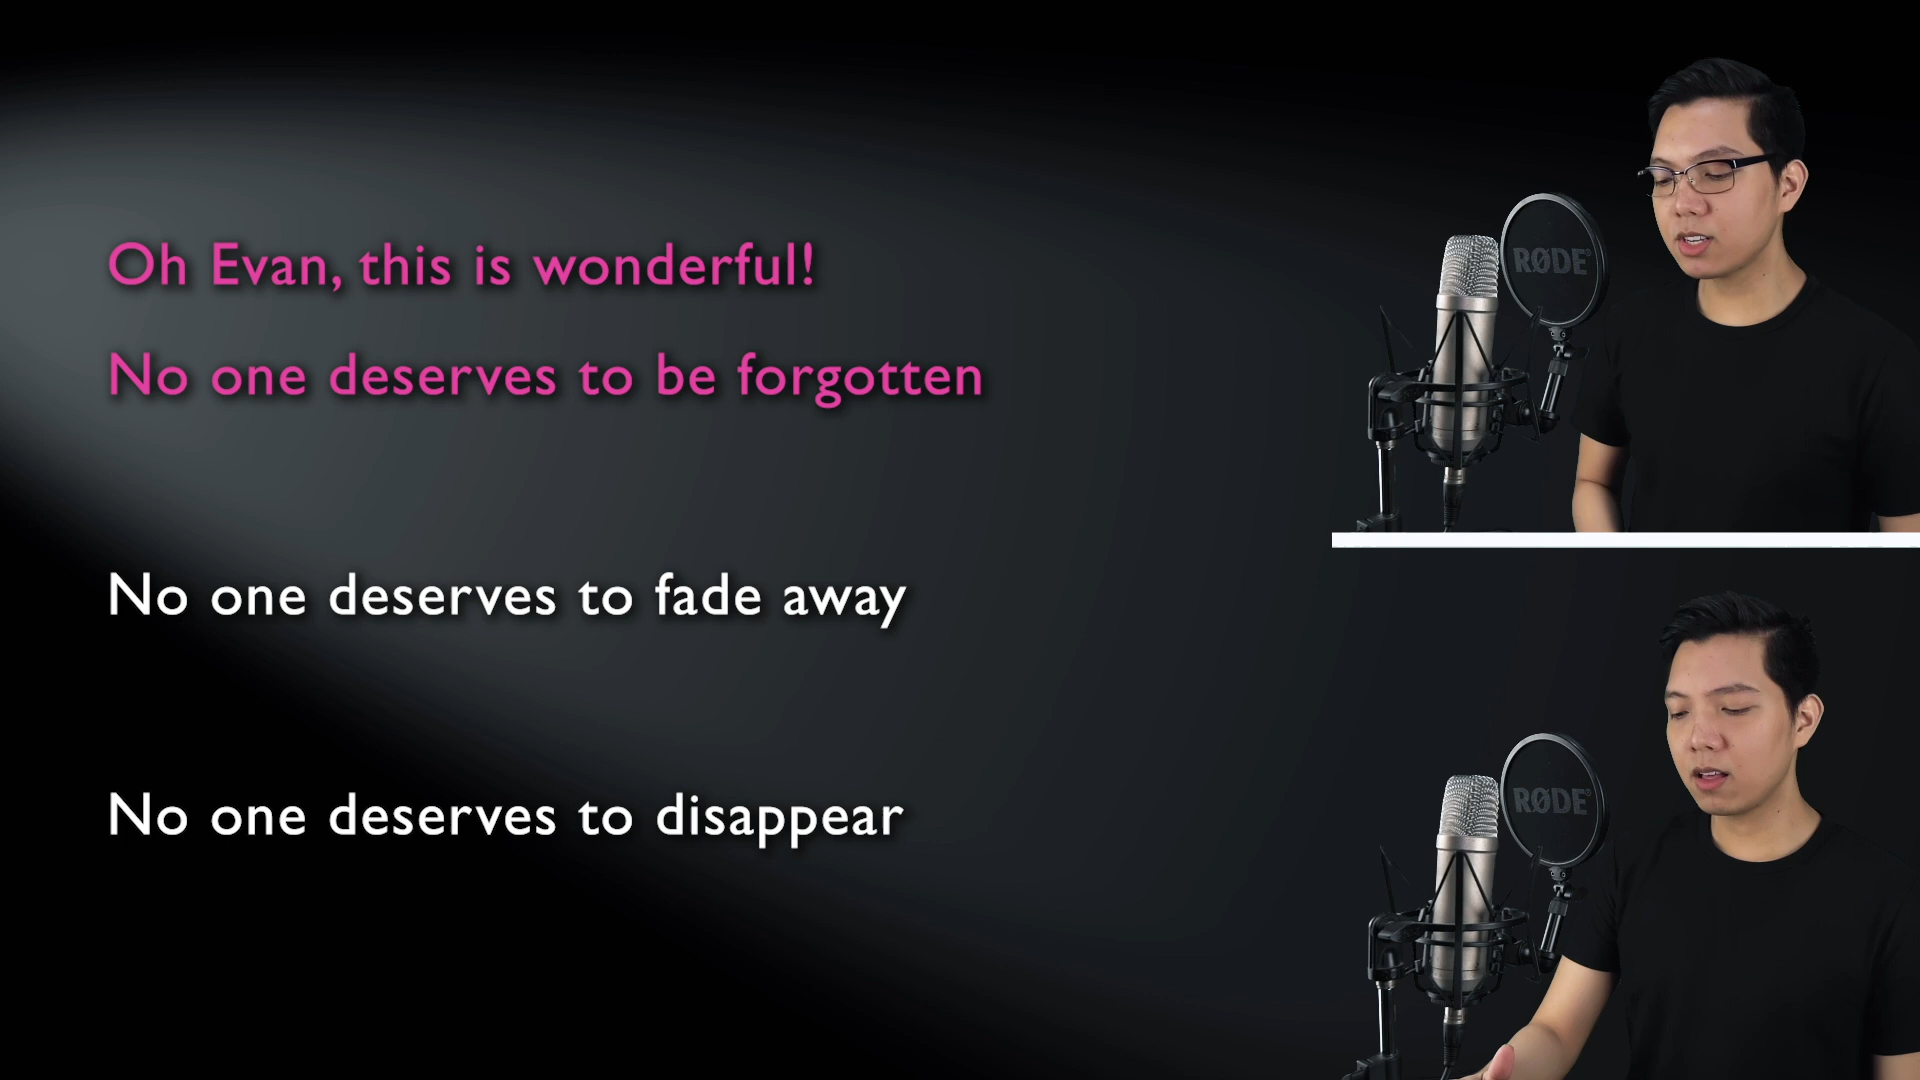 Oh Evan, this is wonderful!
No one deserves to be forgotten
No one deserves to fade away
No one deserves to disappear
RØDE®
RØDE®